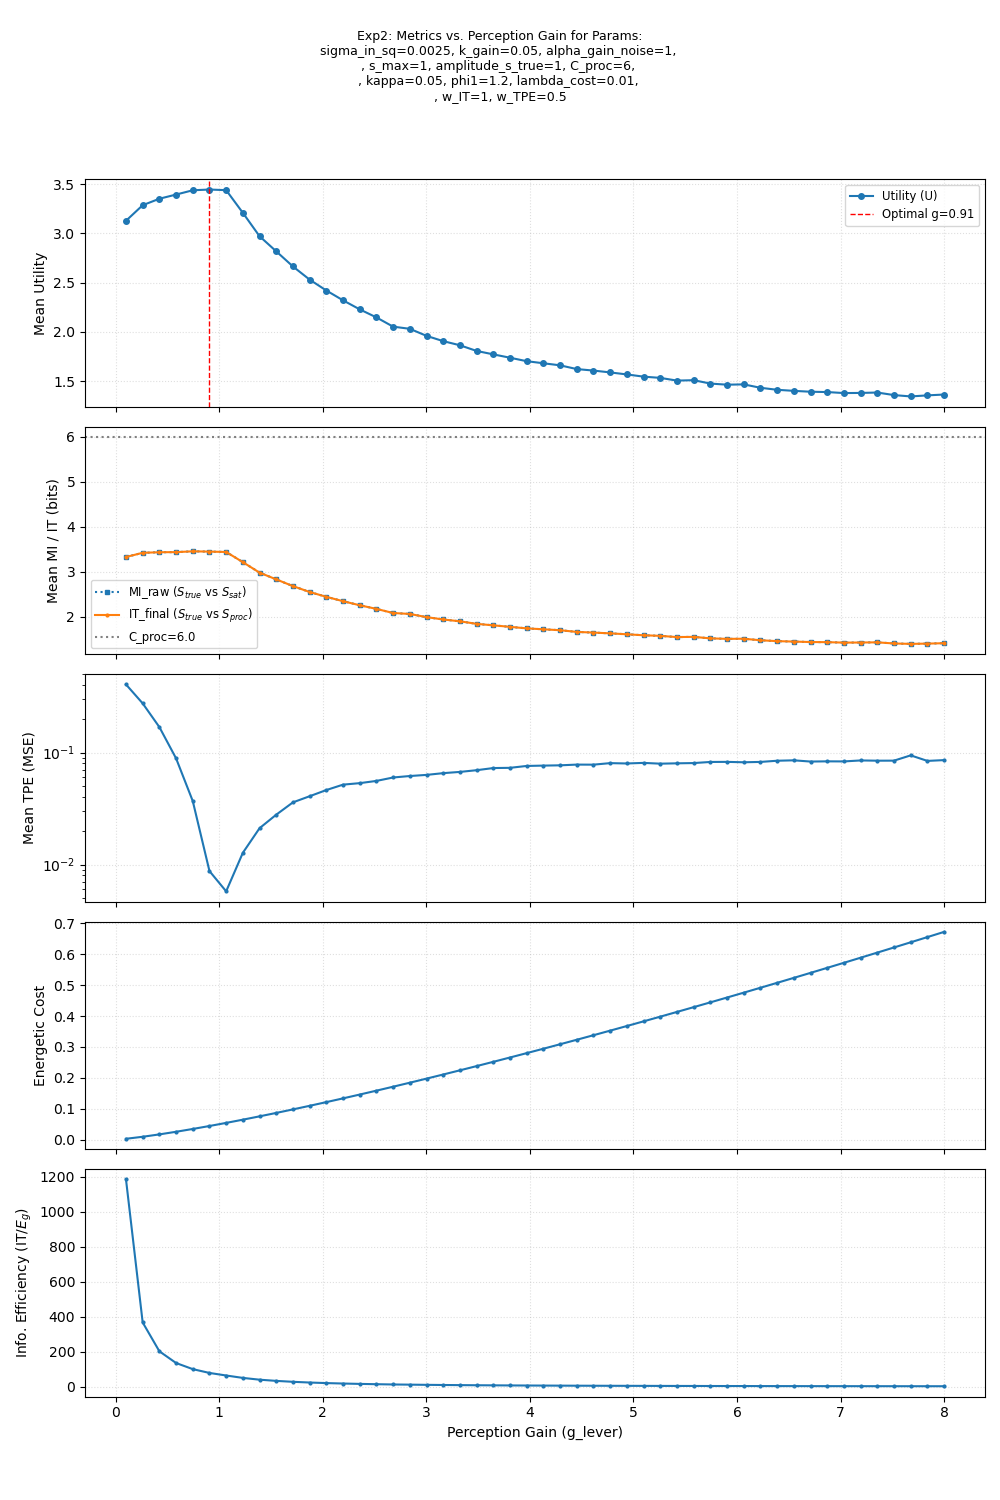 Exp2: Metrics vs. Perception Gain for Params:
sigma_in_sq=0.0025, k_gain=0.05, alpha_gain_noise=1,
, s_max=1, amplitude_s_true=1, C_proc=6,
, kappa=0.05, phi1=1.2, lambda_cost=0.01,
, w_IT=1, w_TPE=0.5
Mean Utility
3.5
3.0
2.5
2.0
1.5
Utility (U)
Optimal g=0.91
Mean MI / IT (bits)
6
5
4
3
2
MI_raw (S_true vs S_sat)
IT_final (S_true vs S_proc)
C_proc=6.0
Mean TPE (MSE)
10⁻¹
10⁻²
Energetic Cost
0.7
0.6
0.5
0.4
0.3
0.2
0.1
0.0
Info. Efficiency (IT/E_g)
1200
1000
800
600
400
200
0
0 1 2 3 4 5 6 7 8
Perception Gain (g_lever)